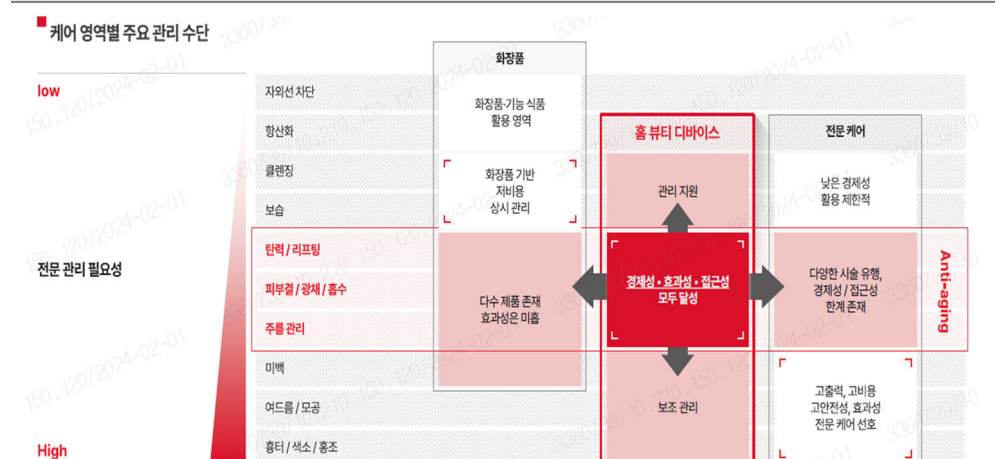 케어 영역별 주요 관리 수단
low
전문 관리 필요성
High
자외선 차단
항산화
클렌징
보습
탄력 / 리프팅
피부결 / 광채 / 흡수
주름 관리
미백
여드름 / 모공
흉터 / 색소 / 홍조
화장품
화장품·기능 식품
활용 영역
화장품 기반
저비용
상시 관리
다수 제품 존재
효과성은 미흡
홈 뷰티 디바이스
관리 지원
경제성 • 효과성 • 접근성
모두 달성
보조 관리
전문 케어
낮은 경제성
활용 제한적
다양한 시술 유행,
경제성 / 접근성
한계 존재
고출력, 고비용
고안전성, 효과성
전문 케어 선호
Anti-aging